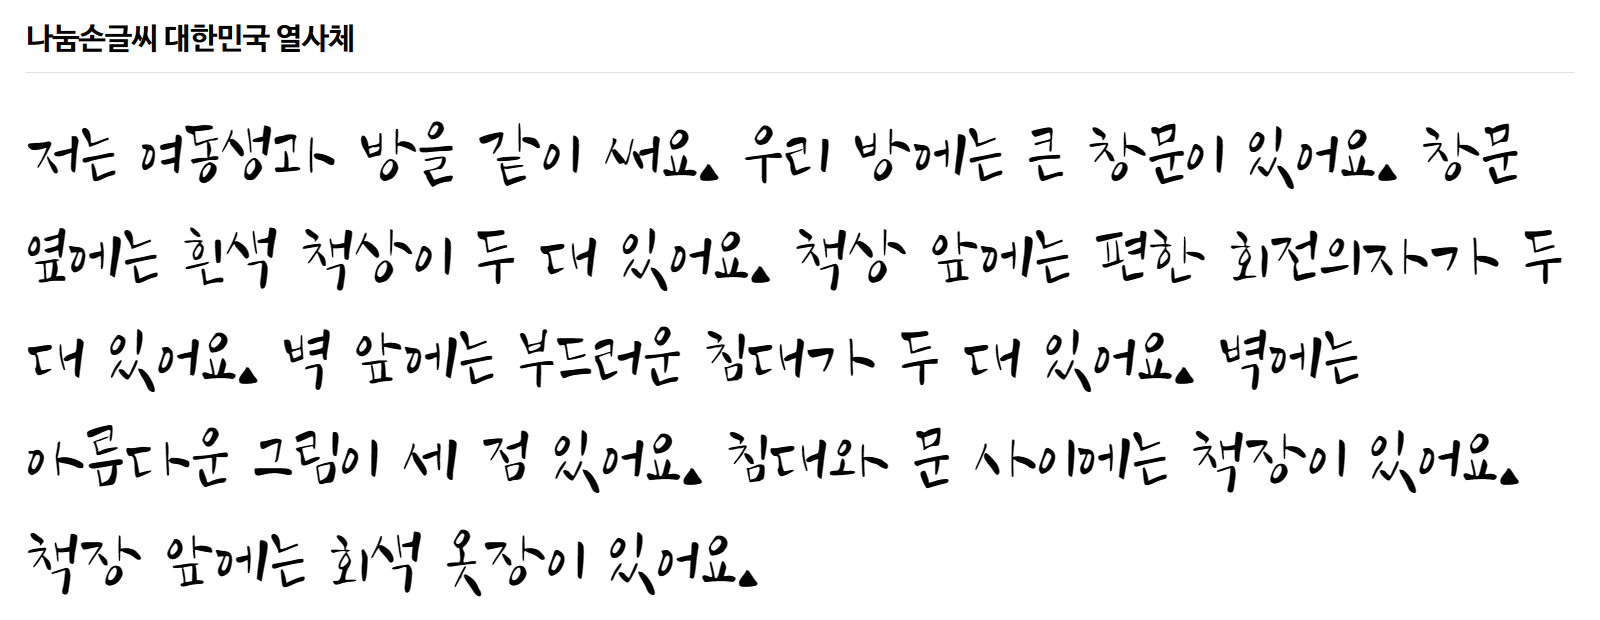 나눔손글씨 대한민국 열사체
저는 여동생과 방을 같이 써요. 우리 방에는 큰 창문이 있어요. 창문
옆에는 흰색 책상이 두 대 있어요. 책상 앞에는 편한 회전의자가 두
대 있어요. 벽 앞에는 부드러운 침대가 두 대 있어요. 벽에는
아름다운 그림이 세 점 있어요. 침대와 문 사이에는 책장이 있어요.
책장 앞에는 회색 옷장이 있어요.